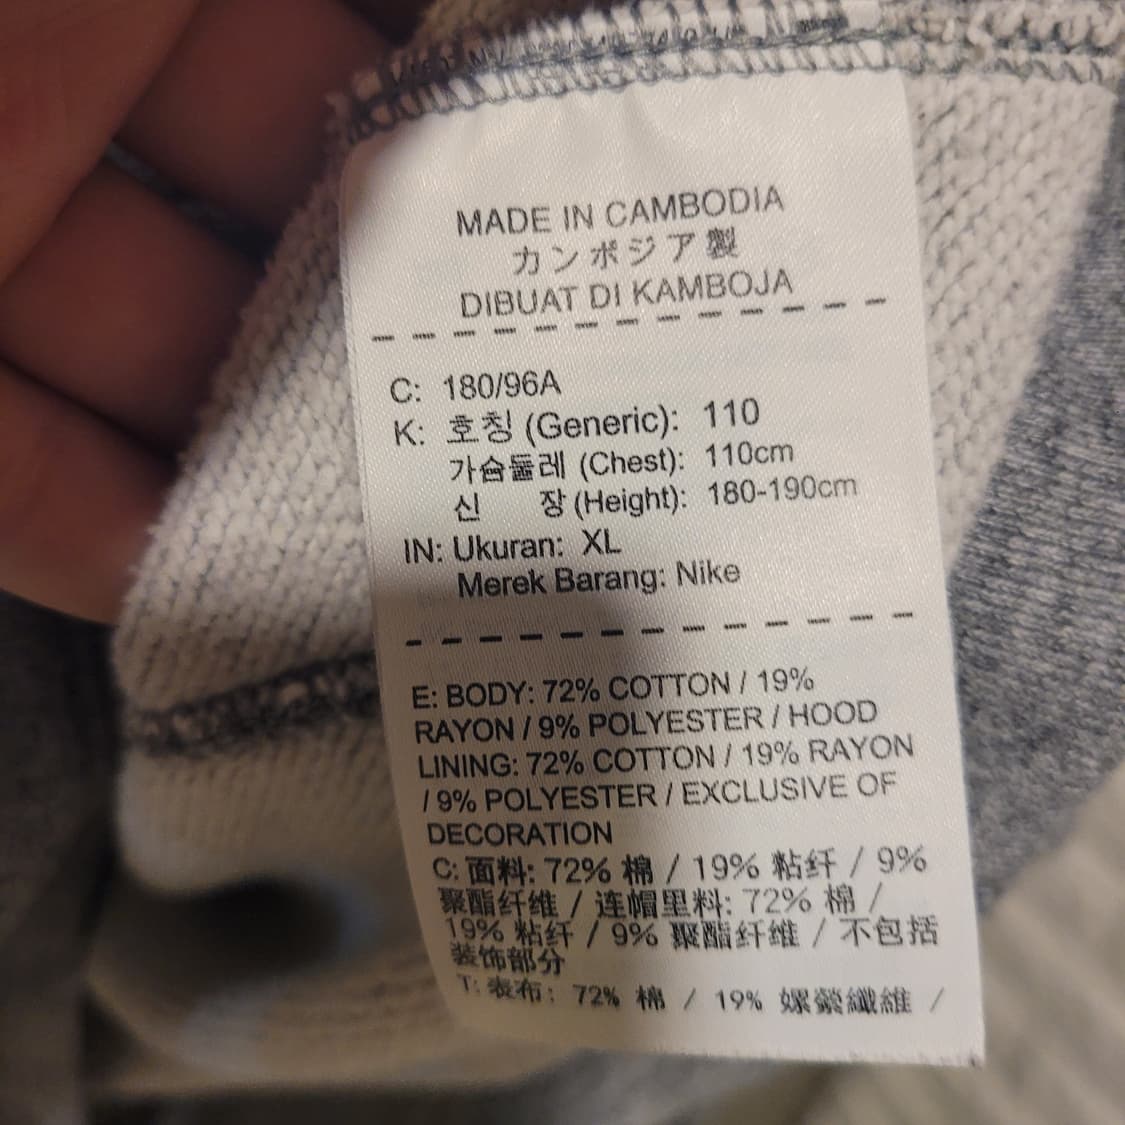 MADE IN CAMBODIA
カンボジア製
DIBUAT DI KAMBOJA
C: 180/96A
K: 호칭 (Generic): 110
가슴둘레 (Chest): 110cm
신 장 (Height): 180-190cm
IN: Ukuran: XL
Merek Barang: Nike
E: BODY: 72% COTTON / 19%
RAYON / 9% POLYESTER / HOOD
LINING: 72% COTTON / 19% RAYON
/ 9% POLYESTER / EXCLUSIVE OF
DECORATION
C: 面料: 72% 棉 / 19% 粘纤 / 9%
聚酯纤维 / 连帽里料: 72% 棉 /
19% 粘纤 / 9% 聚酯纤维 / 不包括
装饰部分
T: 表布: 72% 棉 / 19% 嫘縈纖維 /